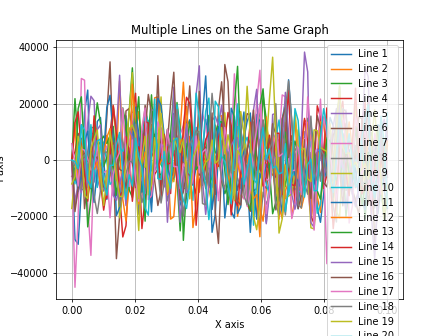 Multiple Lines on the Same Graph
40000
20000
0
−20000
−40000
0.00
0.02
0.04
0.06
X axis
axis
Line 1
Line 2
Line 3
Line 4
Line 5
Line 6
Line 7
Line 8
Line 9
Line 10
Line 11
Line 12
Line 13
Line 14
Line 15
Line 16
Line 17
Line 18
Line 19
Line 20